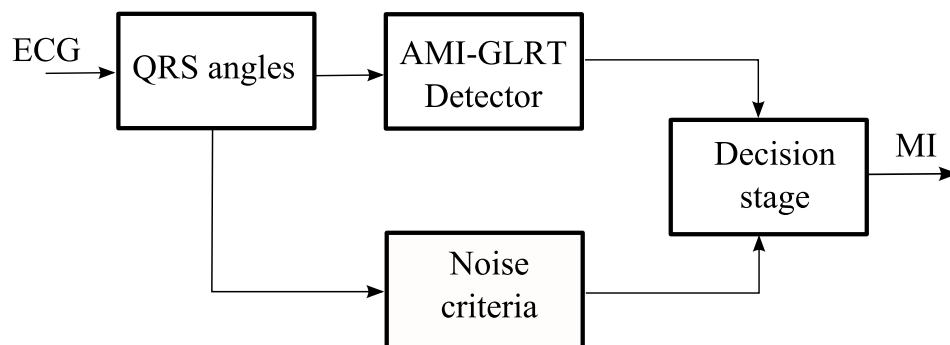 ECG
QRS angles
AMI-GLRT
Detector
Decision
stage
MI
Noise
criteria